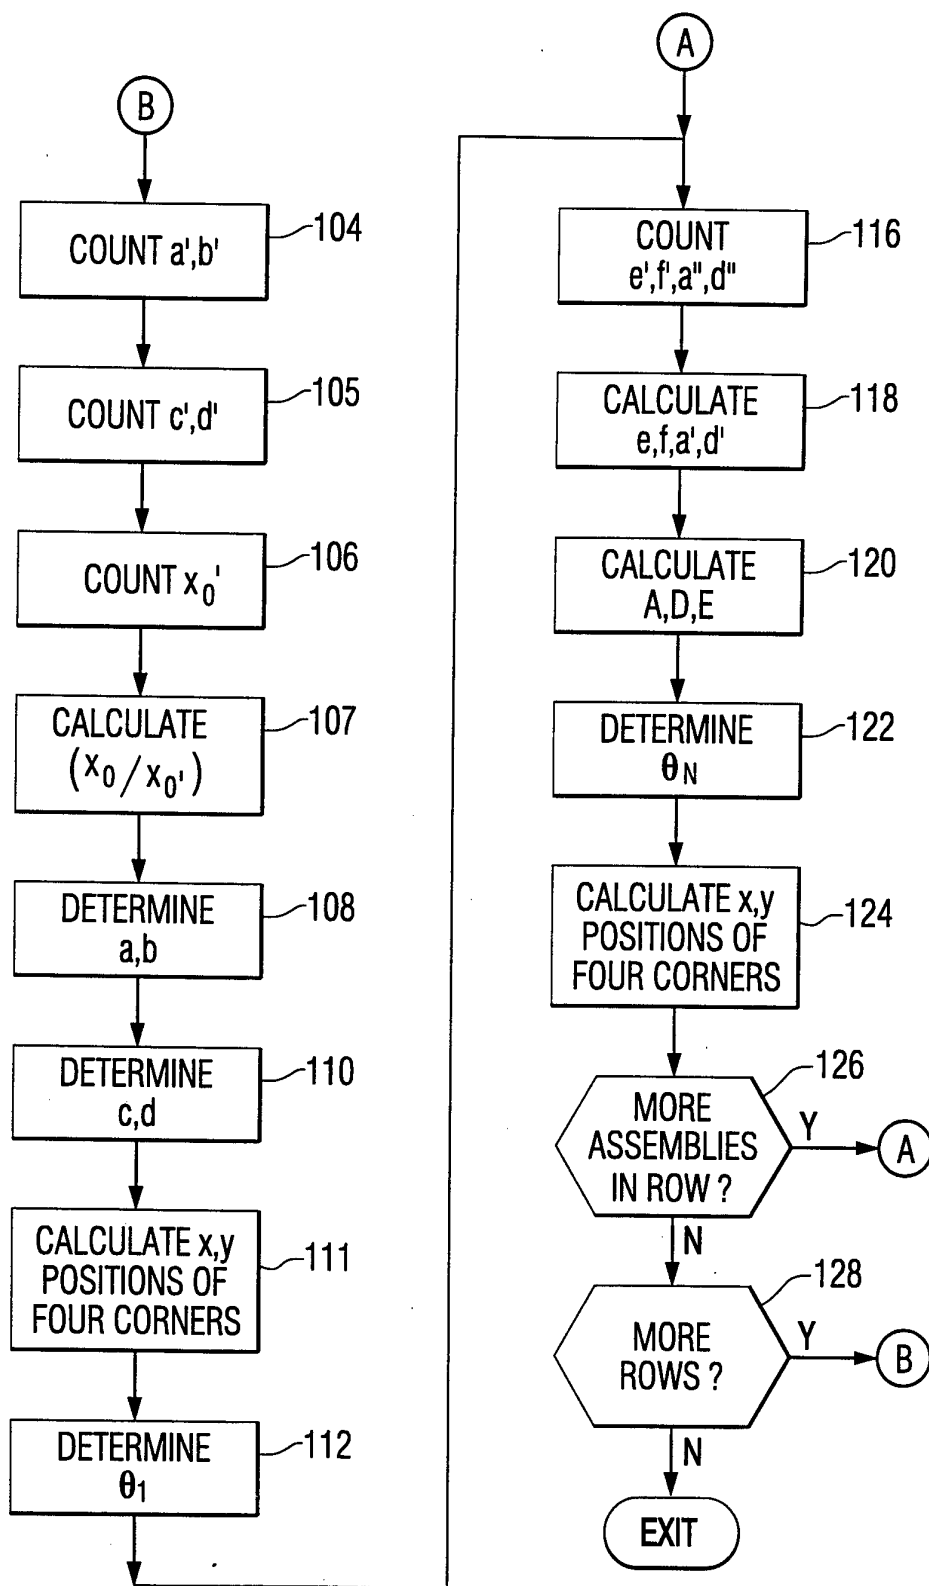 B
COUNT a',b'
104
COUNT c',d'
105
COUNT x0'
106
CALCULATE
(x0/x0')
107
DETERMINE
a,b
108
DETERMINE
c,d
110
CALCULATE x,y
POSITIONS OF
FOUR CORNERS
111
DETERMINE
θ1
112
A
COUNT
e',f',a",d"
116
CALCULATE
e,f,a',d'
118
CALCULATE
A,D,E
120
DETERMINE
θN
122
CALCULATE x,y
POSITIONS OF
FOUR CORNERS
124
MORE
ASSEMBLIES
IN ROW ?
126
Y
A
N
MORE
ROWS ?
128
Y
B
N
EXIT